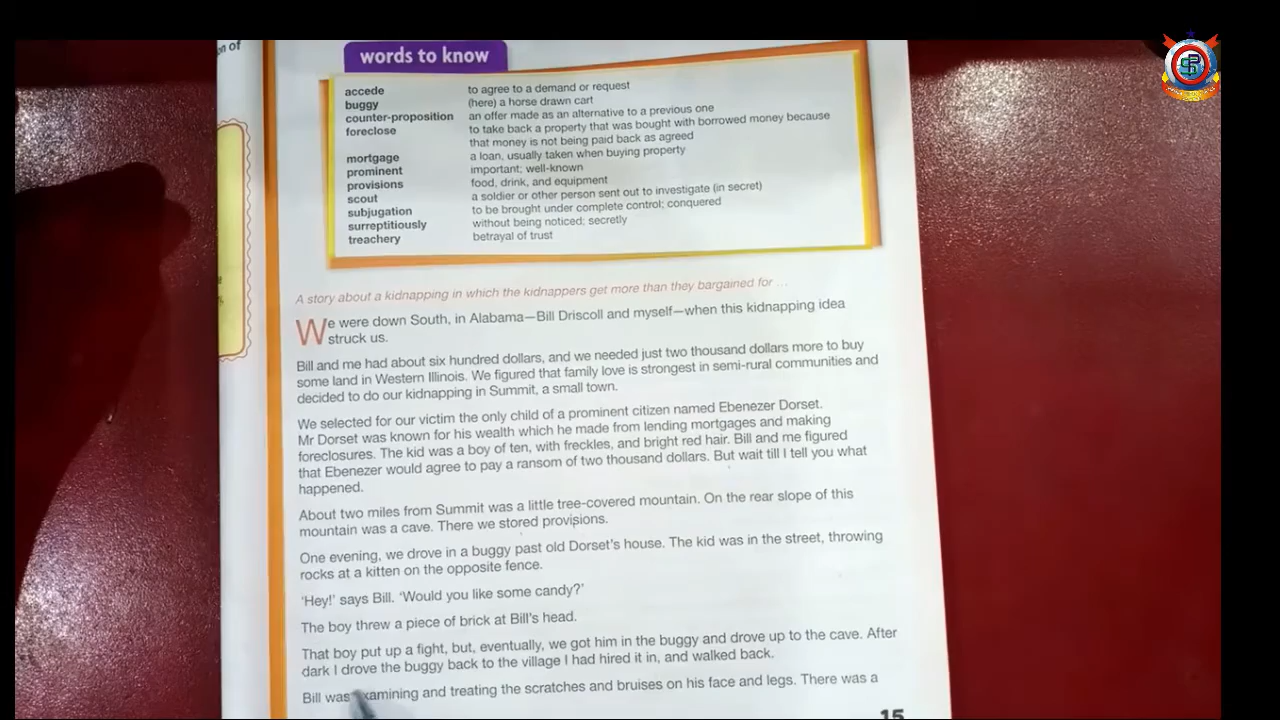 on of
words to know
accede to agree to a demand or request
buggy (here) a horse drawn cart
counter-proposition an offer made as an alternative to a previous one
foreclose to take back a property that was bought with borrowed money because
that money is not being paid back as agreed
mortgage a loan, usually taken when buying property
prominent important; well-known
provisions food, drink, and equipment
scout a soldier or other person sent out to investigate (in secret)
subjugation to be brought under complete control; conquered
surreptitiously without being noticed; secretly
treachery betrayal of trust
A story about a kidnapping in which the kidnappers get more than they bargained for ...
We were down South, in Alabama—Bill Driscoll and myself—when this kidnapping idea
struck us.
Bill and me had about six hundred dollars, and we needed just two thousand dollars more to buy
some land in Western Illinois. We figured that family love is strongest in semi-rural communities and
decided to do our kidnapping in Summit, a small town.
We selected for our victim the only child of a prominent citizen named Ebenezer Dorset.
Mr Dorset was known for his wealth which he made from lending mortgages and making
foreclosures. The kid was a boy of ten, with freckles, and bright red hair. Bill and me figured
that Ebenezer would agree to pay a ransom of two thousand dollars. But wait till I tell you what
happened.
About two miles from Summit was a little tree-covered mountain. On the rear slope of this
mountain was a cave. There we stored provisions.
One evening, we drove in a buggy past old Dorset's house. The kid was in the street, throwing
rocks at a kitten on the opposite fence.
'Hey!' says Bill. 'Would you like some candy?'
The boy threw a piece of brick at Bill's head.
That boy put up a fight, but, eventually, we got him in the buggy and drove up to the cave. After
dark I drove the buggy back to the village I had hired it in, and walked back.
Bill was examining and treating the scratches and bruises on his face and legs. There was a
15